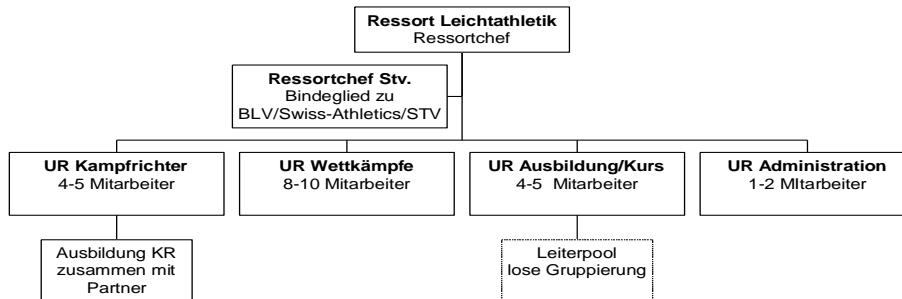 Ressort Leichtathletik
Ressortchef
Ressortchef Stv.
Bindeglied zu
BLV/Swiss-Athletics/STV
UR Kampfrichter
4-5 Mitarbeiter
UR Wettkämpfe
8-10 Mitarbeiter
UR Ausbildung/Kurs
4-5 Mitarbeiter
UR Administration
1-2 MItarbeiter
Ausbildung KR
zusammen mit
Partner
Leiterpool
lose Gruppierung